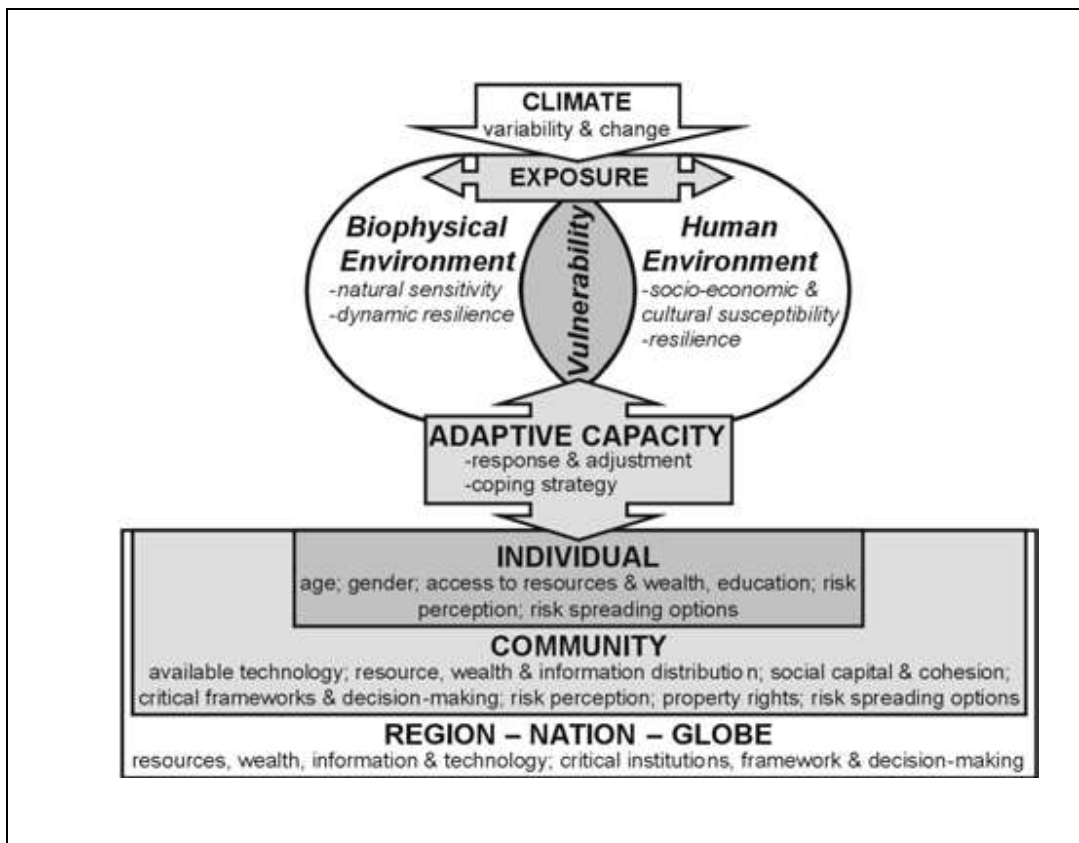 CLIMATE
variability & change
EXPOSURE
Biophysical
Environment
-natural sensitivity
-dynamic resilience
Vulnerability
Human
Environment
-socio-economic &
cultural susceptibility
-resilience
ADAPTIVE CAPACITY
-response & adjustment
-coping strategy
INDIVIDUAL
age; gender; access to resources & wealth, education; risk
perception; risk spreading options
COMMUNITY
available technology; resource, wealth & information distribution; social capital & cohesion;
critical frameworks & decision-making; risk perception; property rights; risk spreading options
REGION – NATION – GLOBE
resources, wealth, information & technology; critical institutions, framework & decision-making